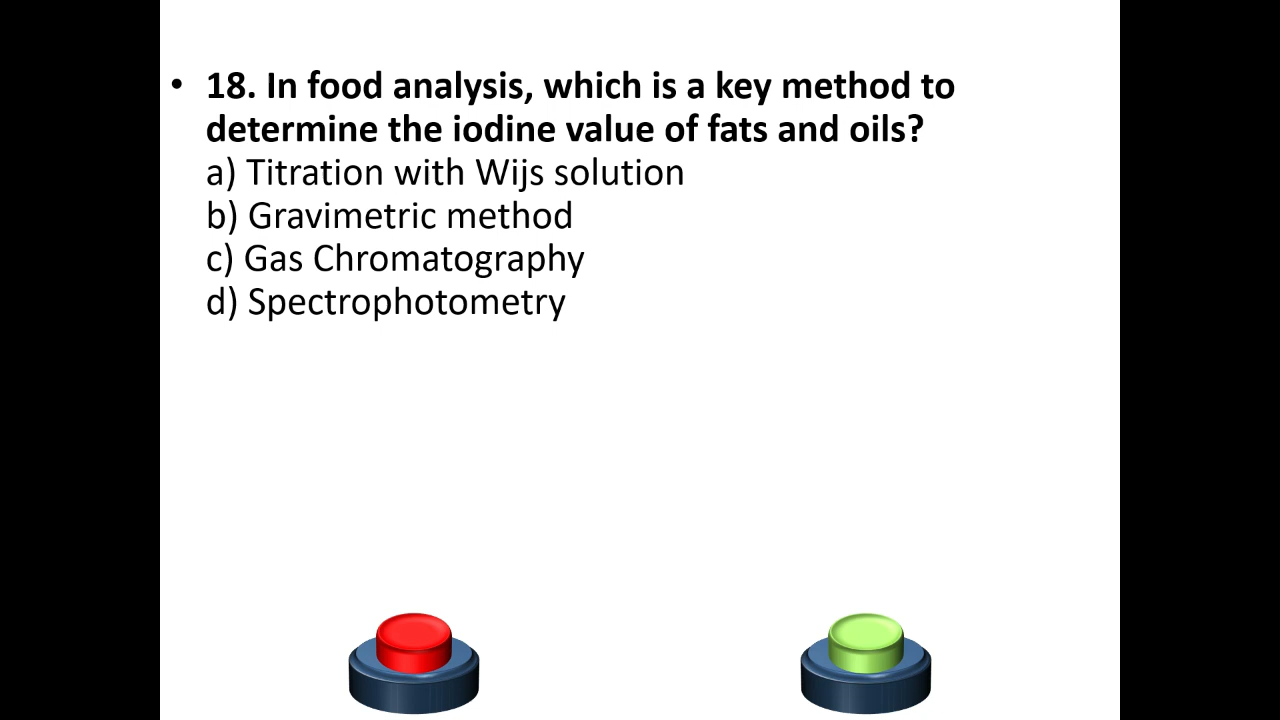 • 18. In food analysis, which is a key method to
determine the iodine value of fats and oils?
a) Titration with Wijs solution
b) Gravimetric method
c) Gas Chromatography
d) Spectrophotometry